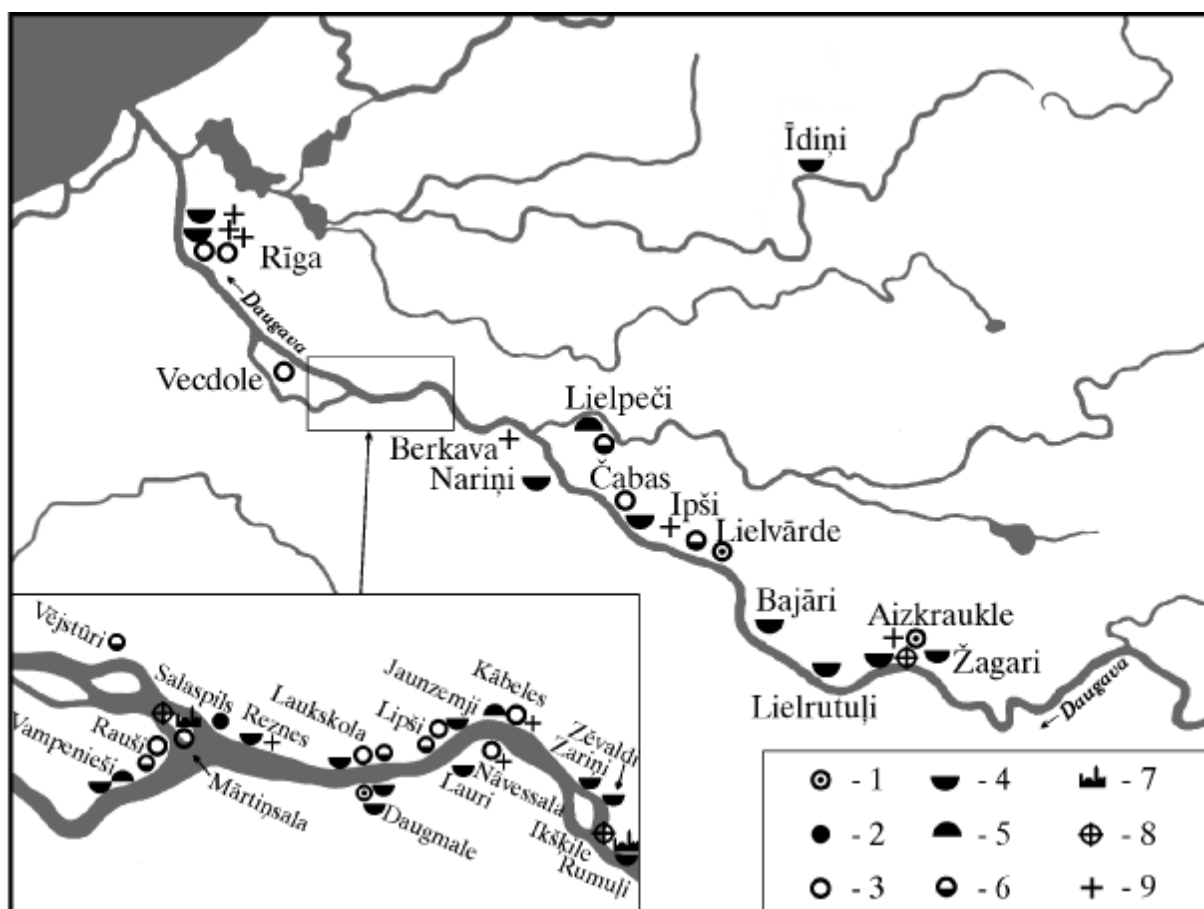 Īdiņi
Rīga
Daugava
Vecdole
Lielpeči
Berkava
Nariņi
Čabas
Ipši
Lielvārde
Bajāri
Aizkraukle
Žagari
Lielrutuļi
Daugava
Vējstūri
Salaspils
Reznes
Laukskola
Lipši
Jaunzemji
Kābeles
Zēvaldi
Zariņi
Vampenieši
Rauši
Mārtiņsala
Daugmale
Lauri
Nāvessala
Ikšķile
Rumuļi
- 1
- 4
- 7
- 2
- 5
- 8
- 3
- 6
- 9